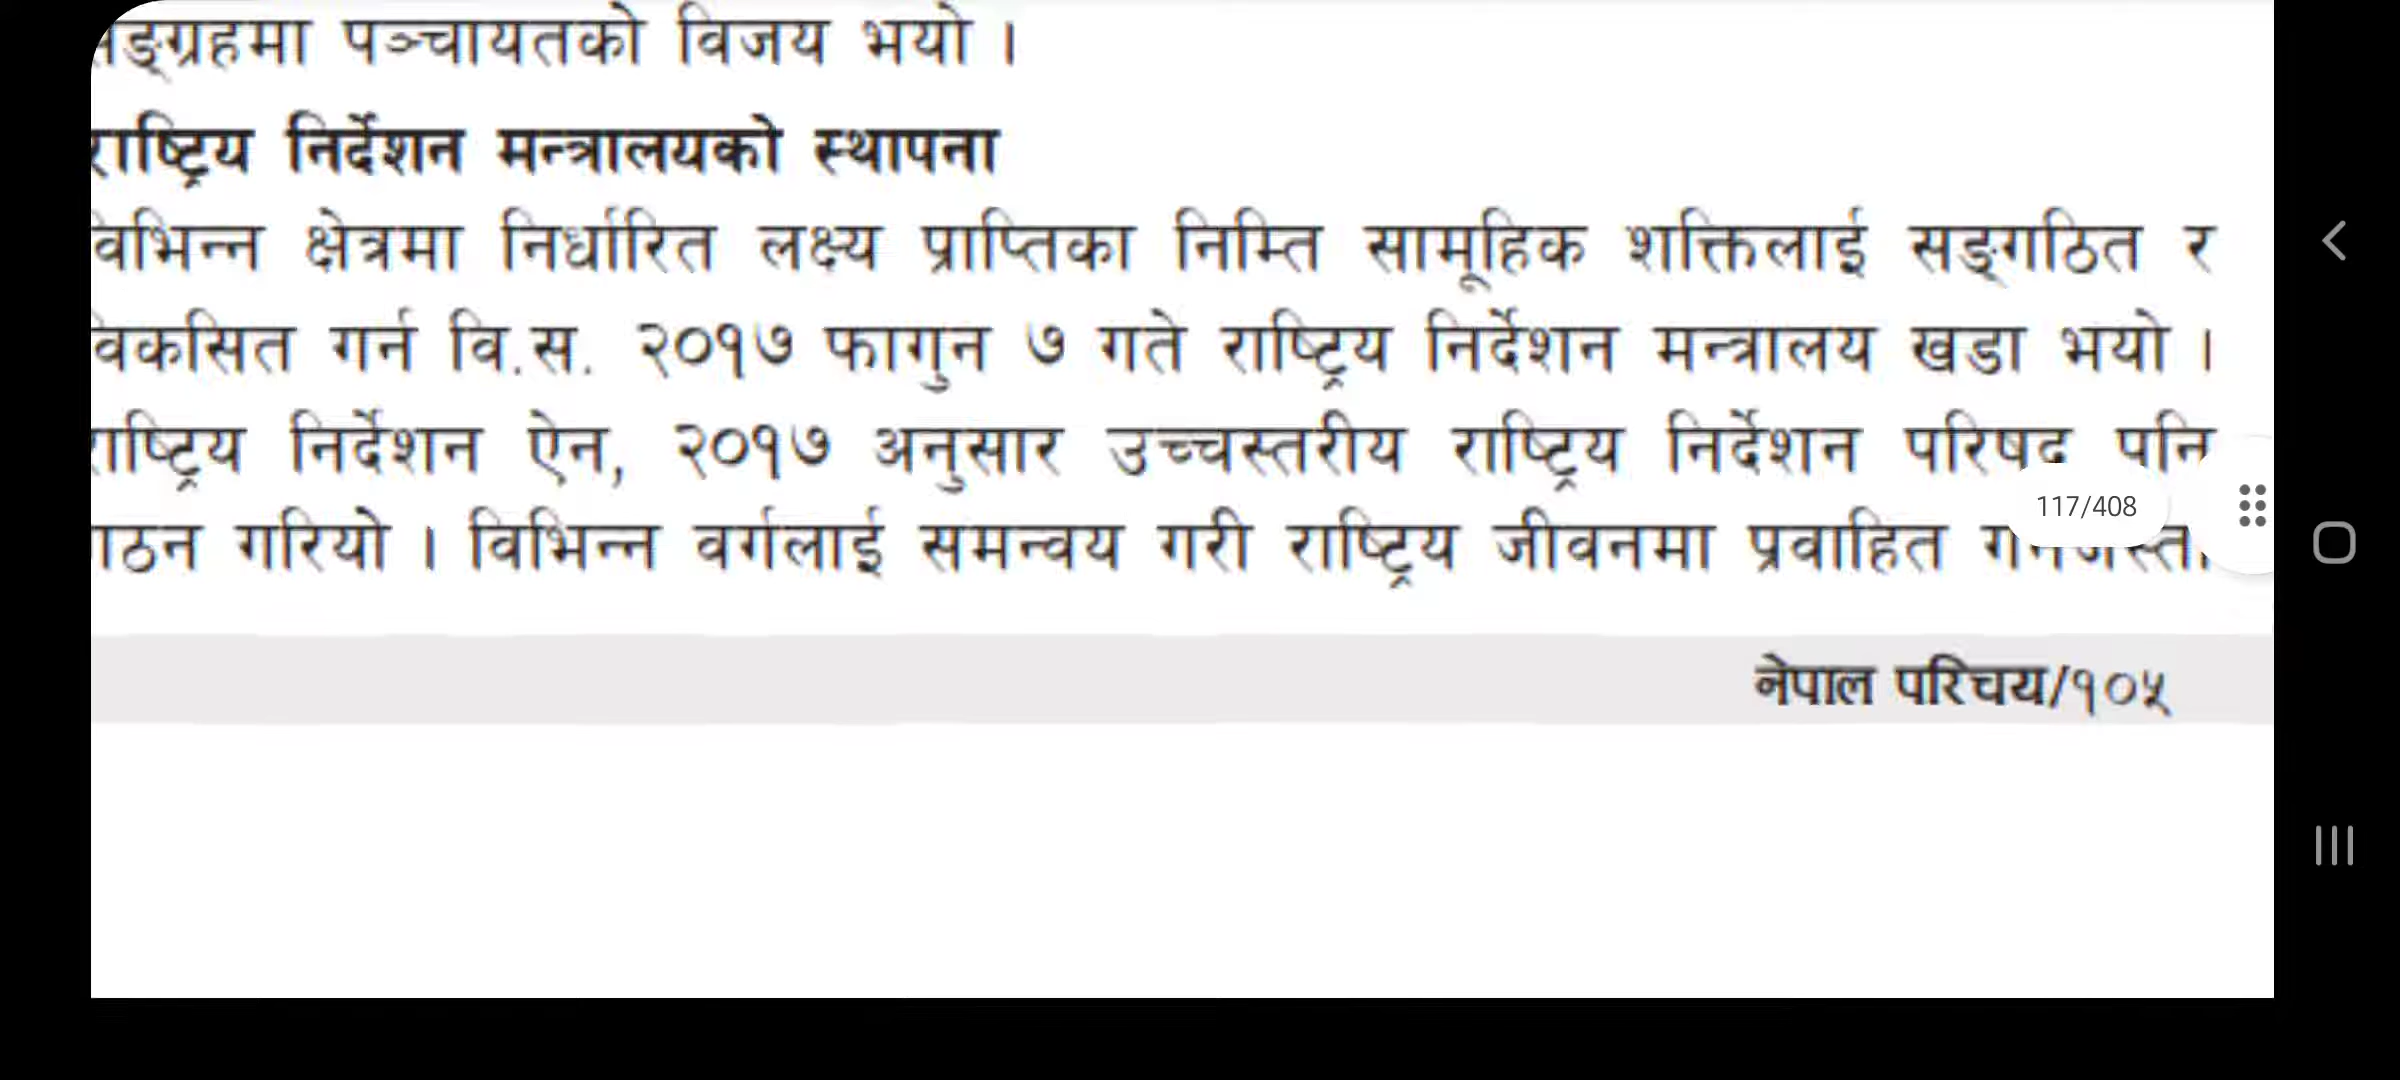 सङ्ग्रहमा पञ्चायतको विजय भयो ।
राष्ट्रिय निर्देशन मन्त्रालयको स्थापना
विभिन्न क्षेत्रमा निर्धारित लक्ष्य प्राप्तिका निम्ति सामूहिक शक्तिलाई सङ्गठित र
विकसित गर्न वि.स. २०१७ फागुन ७ गते राष्ट्रिय निर्देशन मन्त्रालय खडा भयो ।
राष्ट्रिय निर्देशन ऐन, २०१७ अनुसार उच्चस्तरीय राष्ट्रिय निर्देशन परिषद पनि
117/408
गठन गरियो । विभिन्न वर्गलाई समन्वय गरी राष्ट्रिय जीवनमा प्रवाहित
नेपाल परिचय/१०५